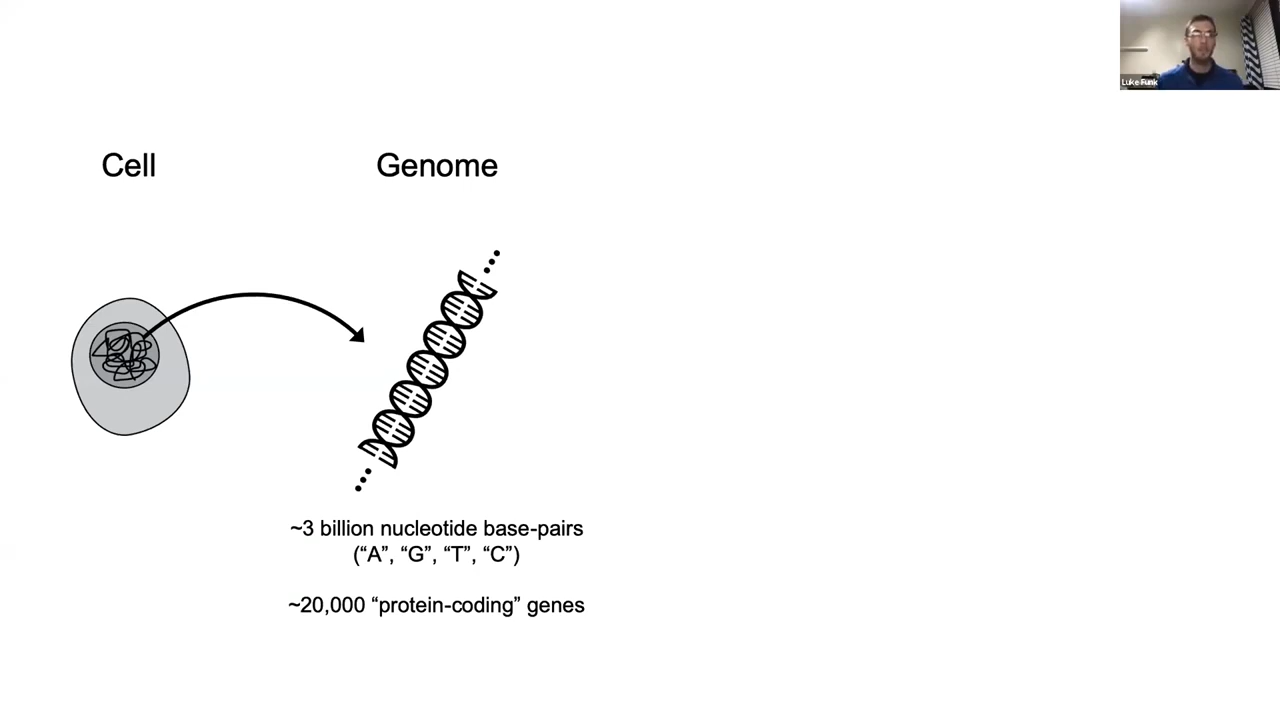 Luke Funk
Cell
Genome
~3 billion nucleotide base-pairs
(“A”, “G”, “T”, “C”)
~20,000 “protein-coding” genes